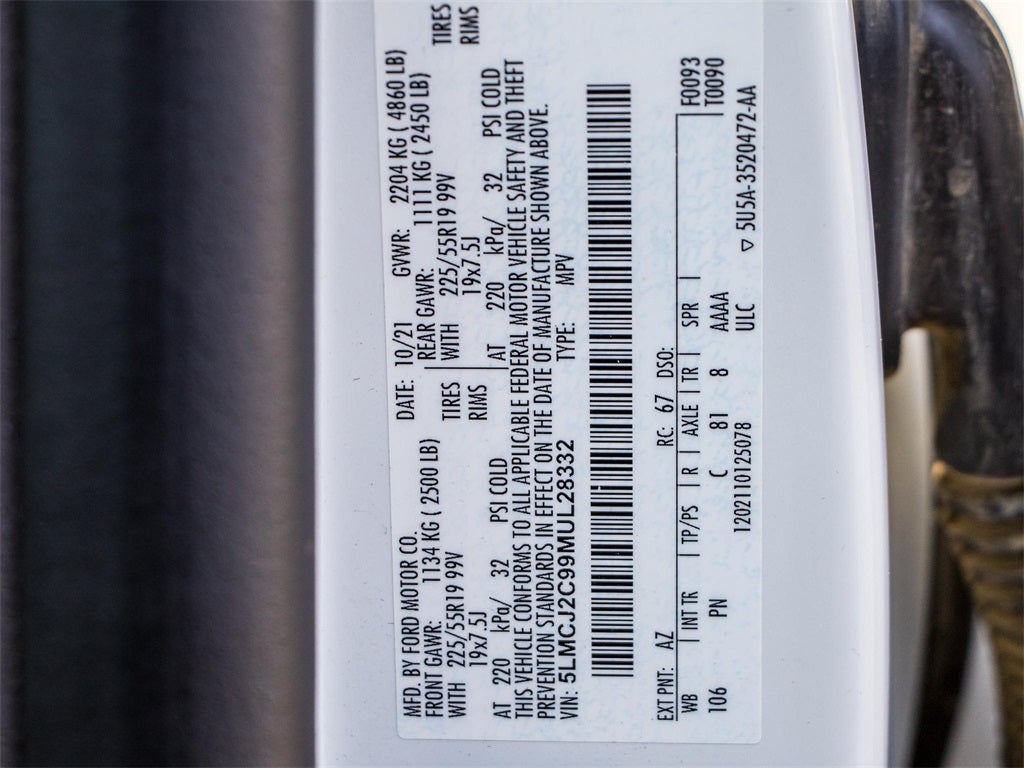 MFD. BY FORD MOTOR CO. DATE: 10/21 GVWR: 2204 KG ( 4860 LB)
FRONT GAWR: 1134 KG ( 2500 LB) REAR GAWR: 1111 KG ( 2450 LB)
WITH 225/55R19 99V TIRES WITH 225/55R19 99V TIRES
19x7.5J RIMS 19x7.5J RIMS
AT 220 kPa/ 32 PSI COLD AT 220 kPa/ 32 PSI COLD
THIS VEHICLE CONFORMS TO ALL APPLICABLE FEDERAL MOTOR VEHICLE SAFETY AND THEFT
PREVENTION STANDARDS IN EFFECT ON THE DATE OF MANUFACTURE SHOWN ABOVE.
VIN: 5LMCJ2C99MUL28332 TYPE: MPV
EXT PNT: AZ RC: 67 DSO: F0093
WB | INT TR | TP/PS | R | AXLE | TR | SPR | T0090
106 PN C 81 8 AAAA
12021101125078 ULC ▽ 5U5A-3520472-AA